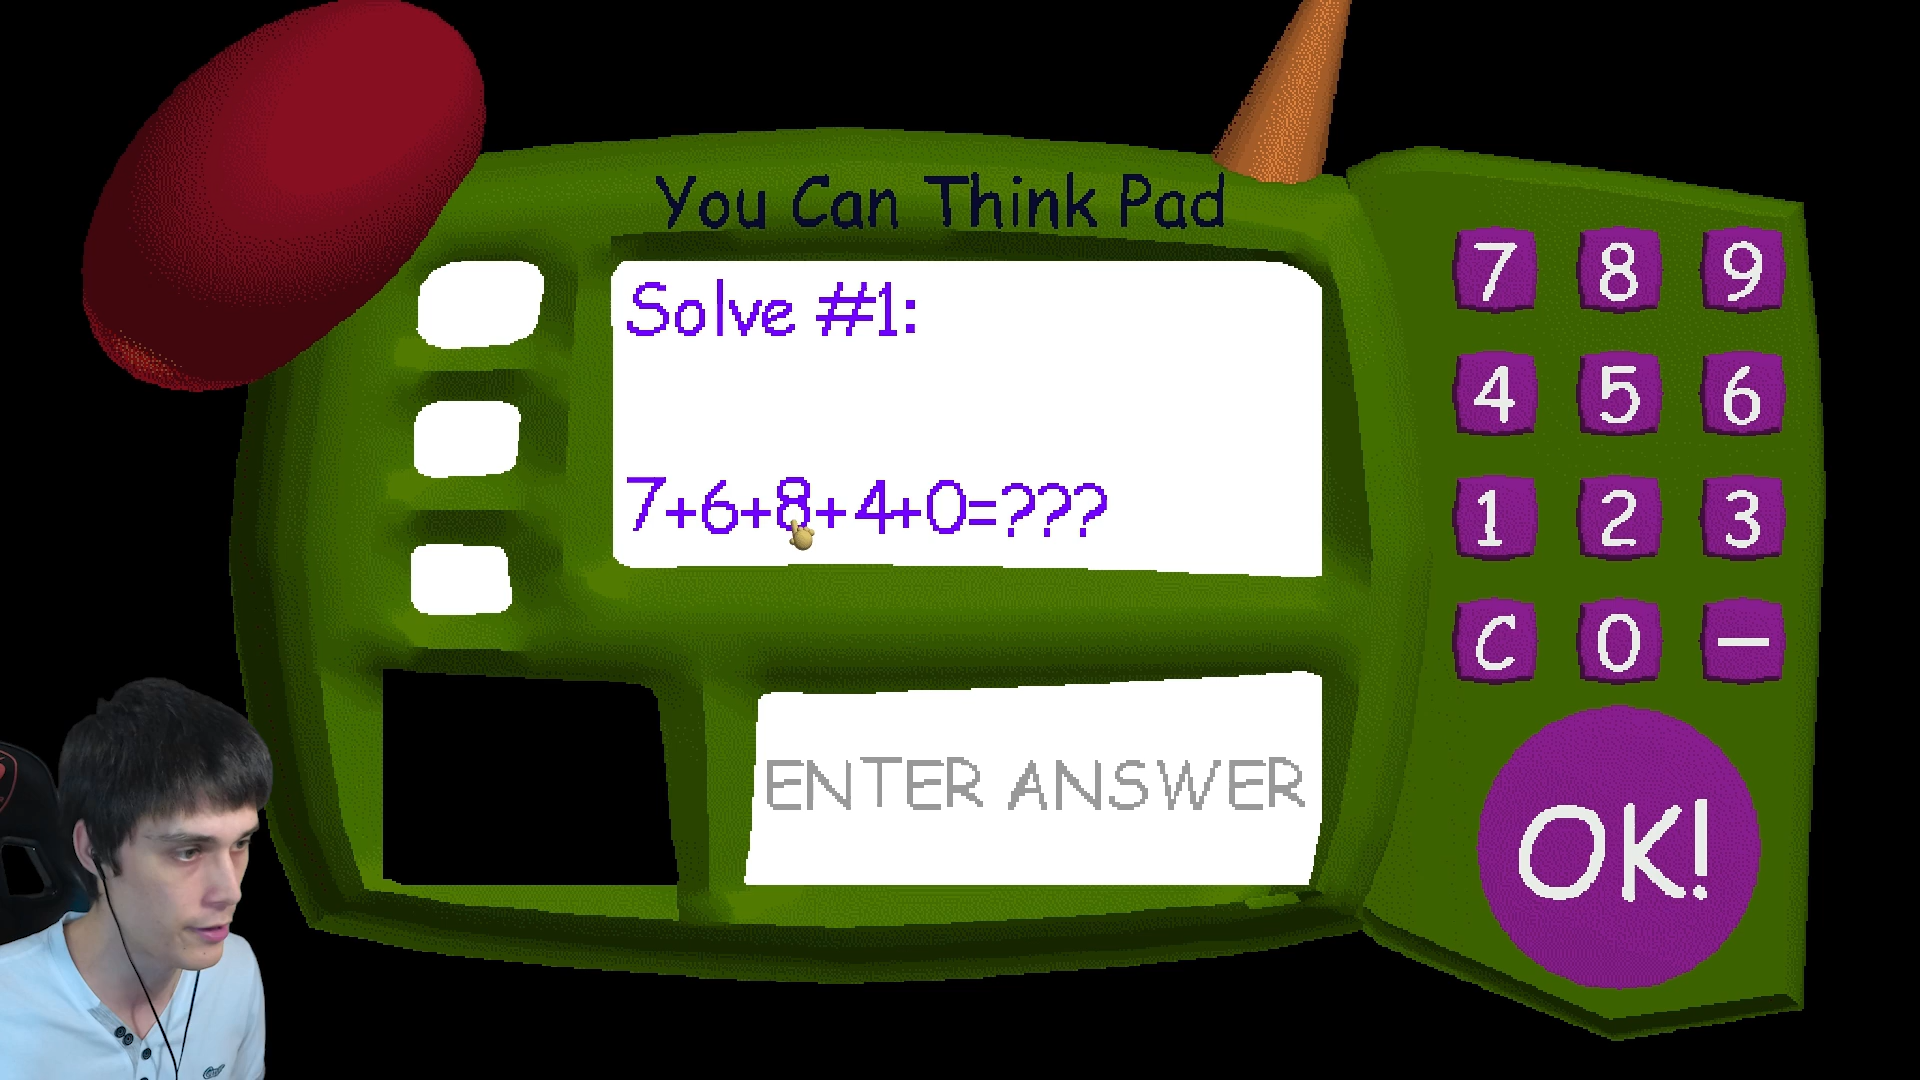 You Can Think Pad
Solve #1:
7+6+8+4+0=???
ENTER ANSWER
7 8 9
4 5 6
1 2 3
C 0 −
OK!